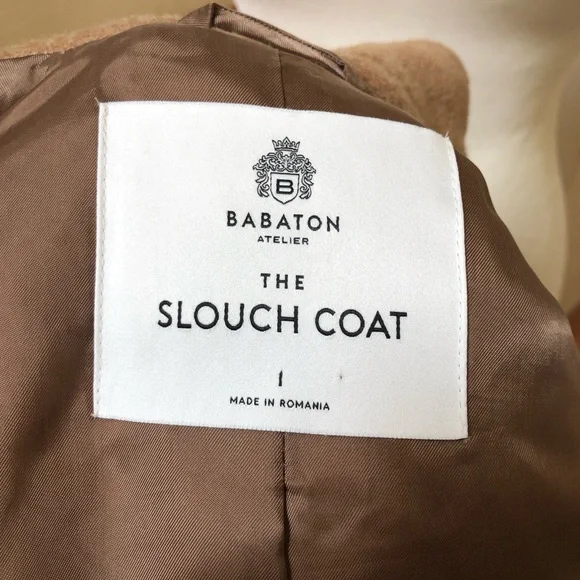 B
BABATON
ATELIER
THE
SLOUCH COAT
1
MADE IN ROMANIA